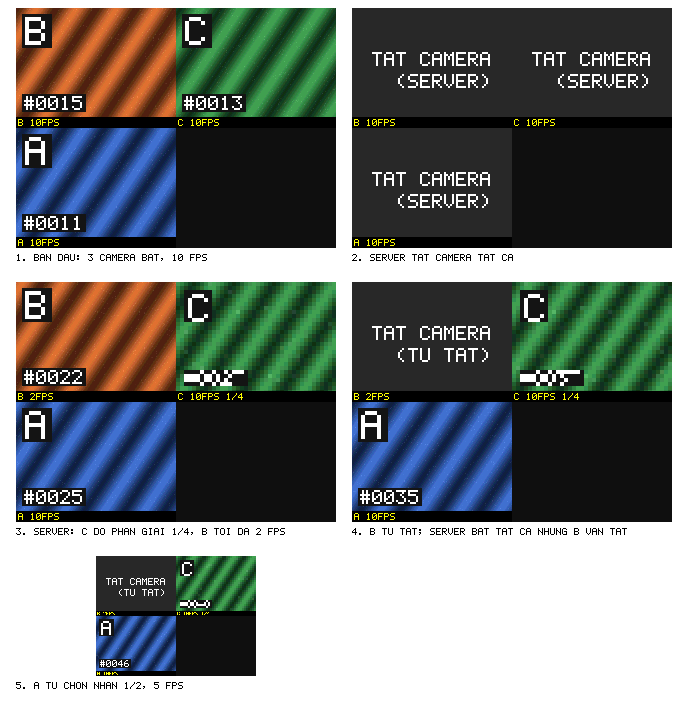 B
#0015
C
#0013
B 10FPS
C 10FPS
A
#0011
A 10FPS
1. BAN DAU: 3 CAMERA BAT, 10 FPS
TAT CAMERA
(SERVER)
TAT CAMERA
(SERVER)
B 10FPS
C 10FPS
TAT CAMERA
(SERVER)
A 10FPS
2. SERVER TAT CAMERA TAT CA
B
#0022
C
B 2FPS
C 10FPS 1/4
A
#0025
A 10FPS
3. SERVER: C DO PHAN GIAI 1/4, B TOI DA 2 FPS
TAT CAMERA
(TU TAT)
C
B 2FPS
C 10FPS 1/4
A
#0035
A 10FPS
4. B TU TAT; SERVER BAT TAT CA NHUNG B VAN TAT
TAT CAMERA
(TU TAT)
C
A
#0046
5. A TU CHON NHAN 1/2, 5 FPS